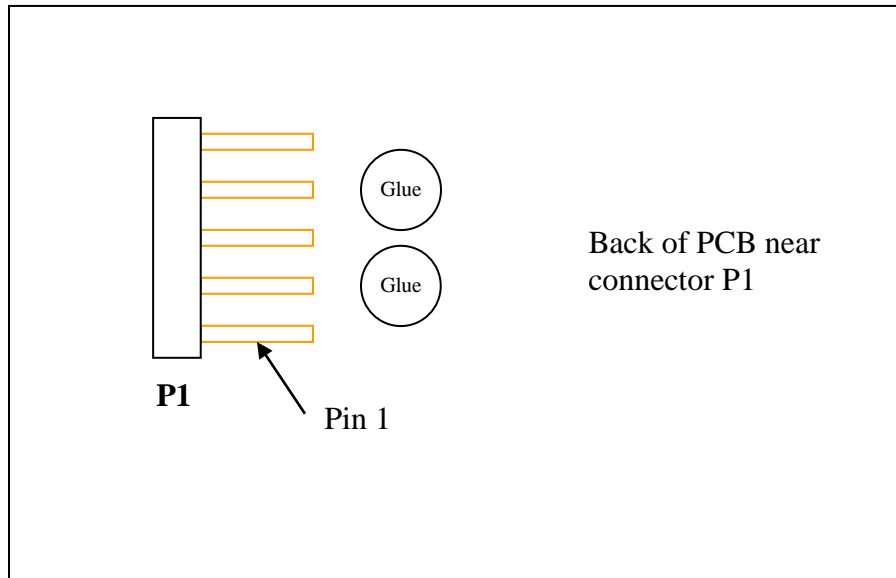 Glue
Glue
Back of PCB near
connector P1
P1
Pin 1